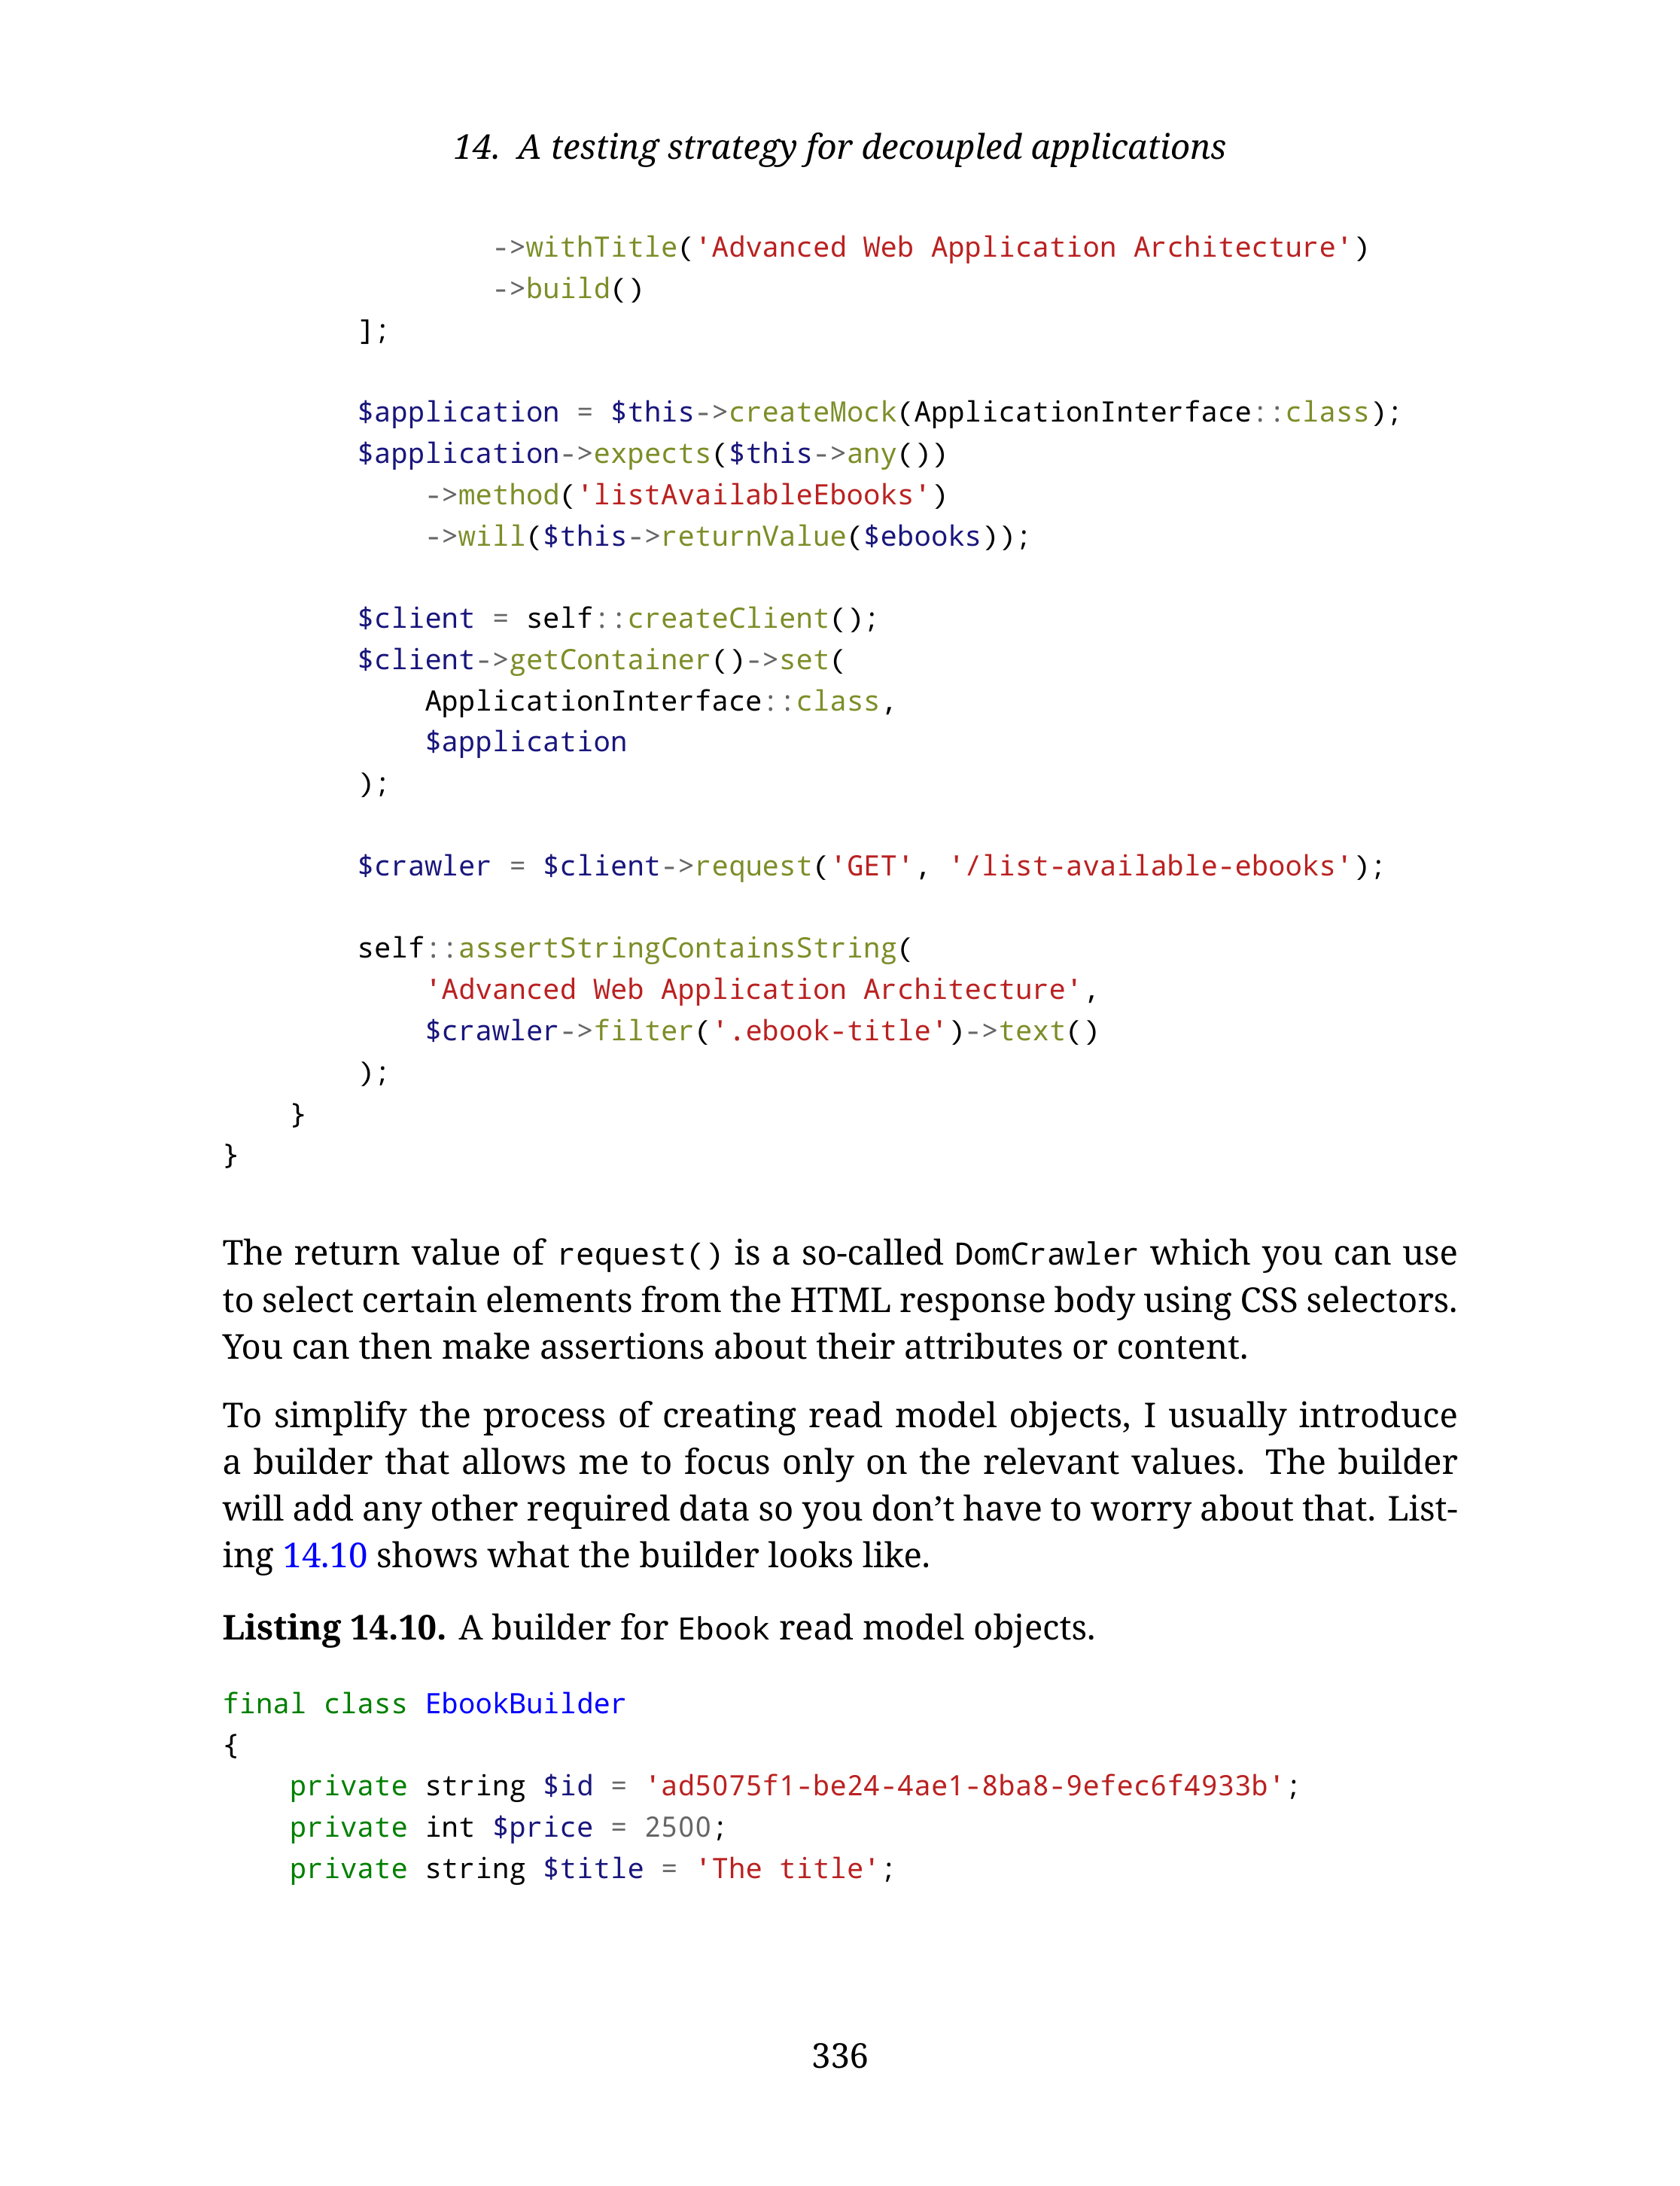 14. A testing strategy for decoupled applications
                ->withTitle('Advanced Web Application Architecture')
                ->build()
        ];

        $application = $this->createMock(ApplicationInterface::class);
        $application->expects($this->any())
            ->method('listAvailableEbooks')
            ->will($this->returnValue($ebooks));

        $client = self::createClient();
        $client->getContainer()->set(
            ApplicationInterface::class,
            $application
        );

        $crawler = $client->request('GET', '/list-available-ebooks');

        self::assertStringContainsString(
            'Advanced Web Application Architecture',
            $crawler->filter('.ebook-title')->text()
        );
    }
}
The return value of request() is a so-called DomCrawler which you can use
to select certain elements from the HTML response body using CSS selectors.
You can then make assertions about their attributes or content.
To simplify the process of creating read model objects, I usually introduce
a builder that allows me to focus only on the relevant values. The builder
will add any other required data so you don’t have to worry about that. List-
ing 14.10 shows what the builder looks like.
Listing 14.10. A builder for Ebook read model objects.
final class EbookBuilder
{
    private string $id = 'ad5075f1-be24-4ae1-8ba8-9efec6f4933b';
    private int $price = 2500;
    private string $title = 'The title';
336